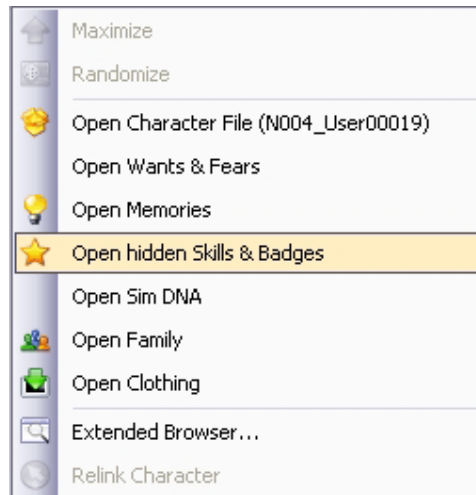 Maximize
Randomize
Open Character File (N004_User00019)
Open Wants & Fears
Open Memories
Open hidden Skills & Badges
Open Sim DNA
Open Family
Open Clothing
Extended Browser...
Relink Character